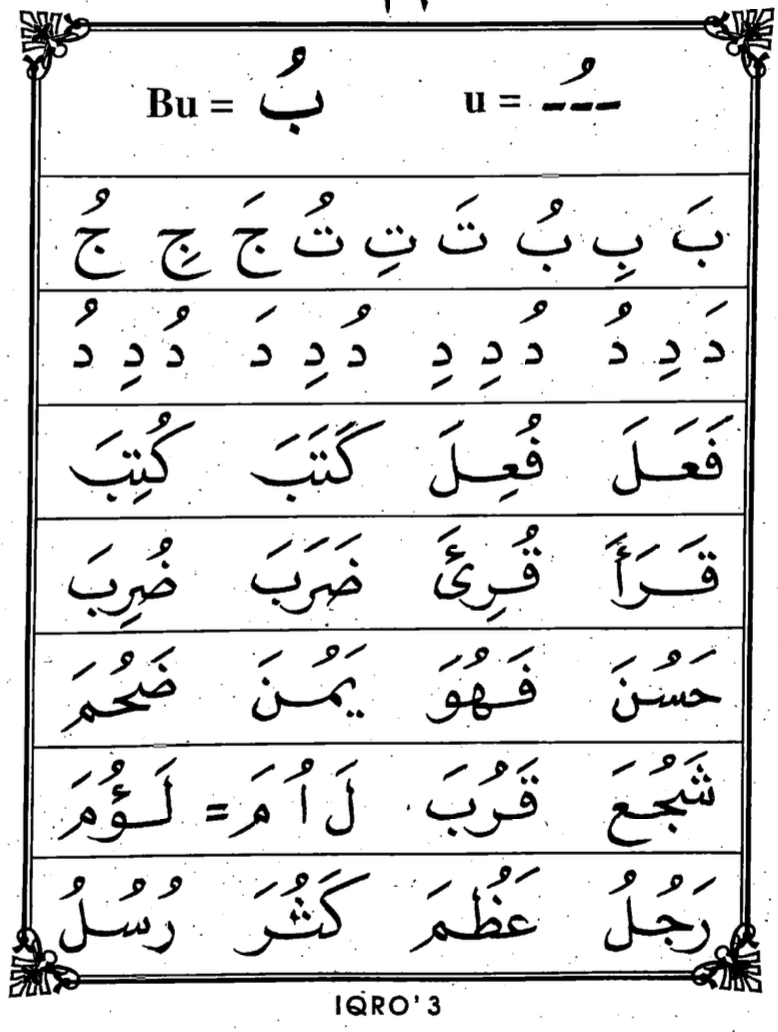 Bu = بُ u = ---ُ
بَ بِ بُ تَ تِ تُ جَ جِ جُ
دَ دِ دُ دُ دِ دِ دُ دِ دَ دُ دِ دُ
فَعَلَ فُعِلَ كَتَبَ كُتِبَ
قَرَأَ قُرِئَ ضَرَبَ ضُرِبَ
حَسُنَ فَهُوَ يَمُنَ ضَحُمَ
شَجُعَ قَرُبَ لَ اُ مَ = لَؤُمَ
رَجُلُ عَظُمَ كَثُرَ رُسُلُ
IQRO'3